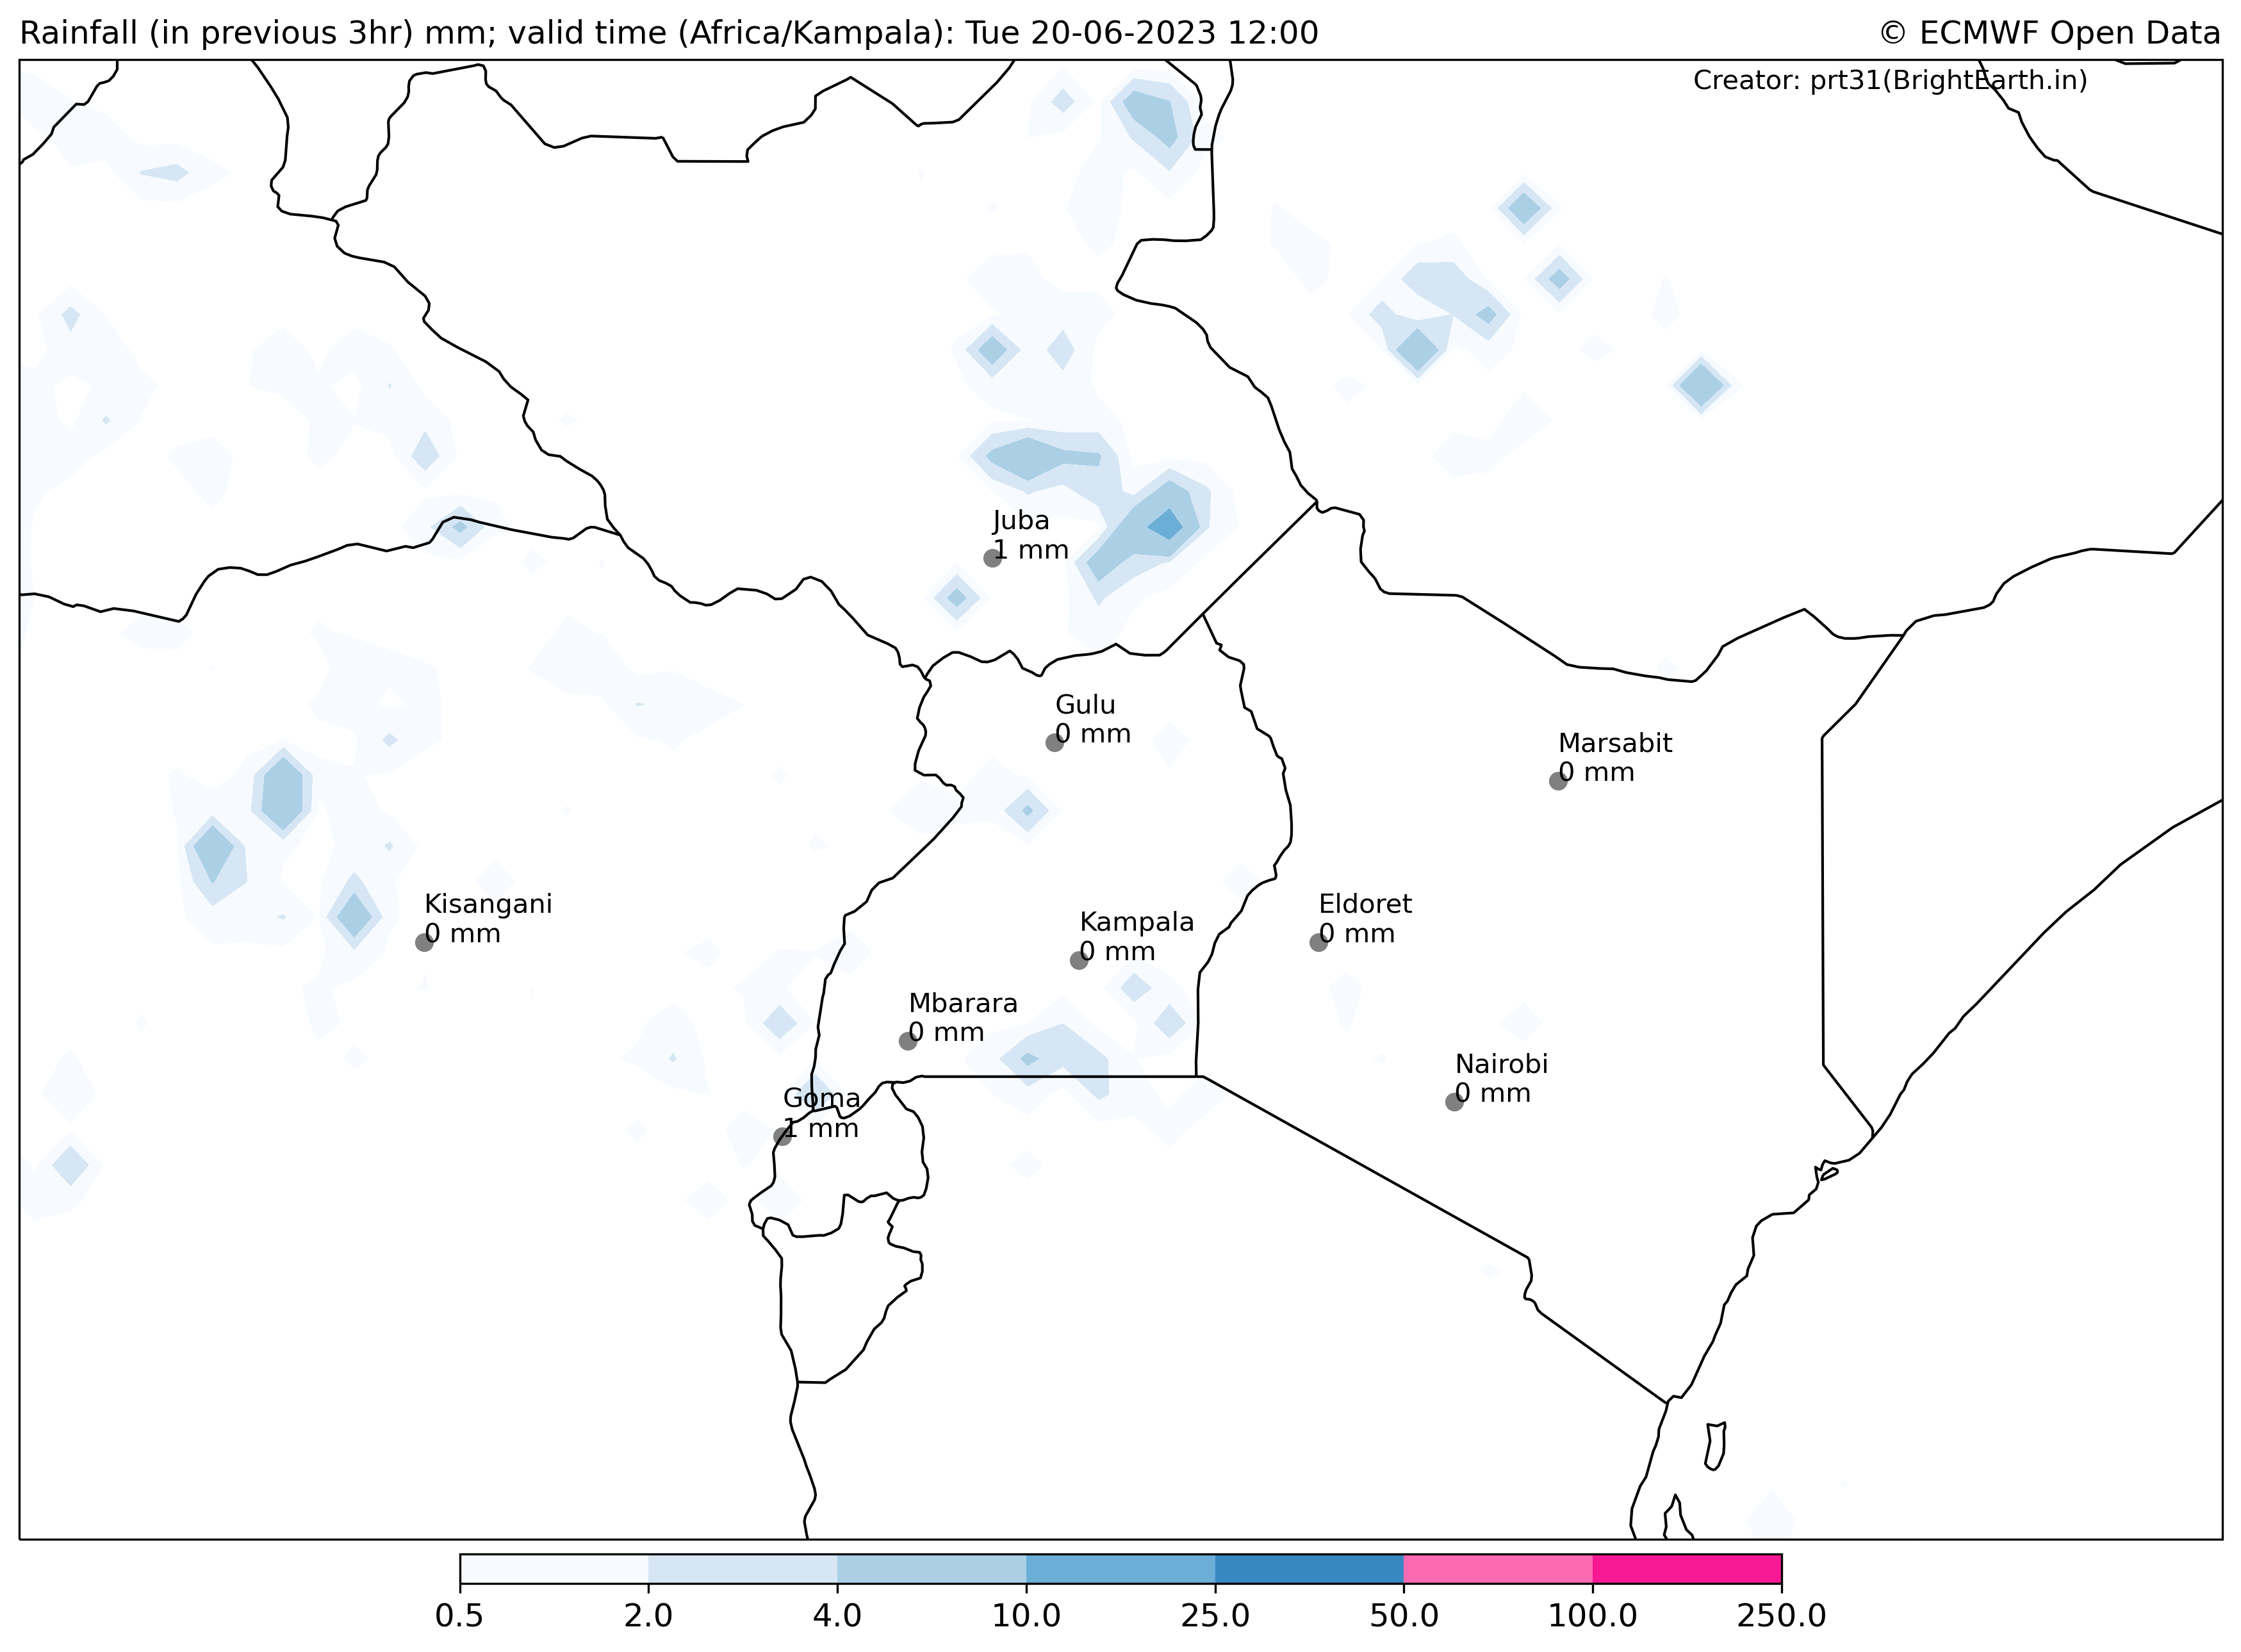 Rainfall (in previous 3hr) mm; valid time (Africa/Kampala): Tue 20-06-2023 12:00
© ECMWF Open Data
Creator: prt31(BrightEarth.in)
Juba
1 mm
Gulu
0 mm
Marsabit
0 mm
Kisangani
0 mm
Kampala
0 mm
Eldoret
0 mm
Mbarara
0 mm
Nairobi
0 mm
Goma
1 mm
0.5 2.0 4.0 10.0 25.0 50.0 100.0 250.0